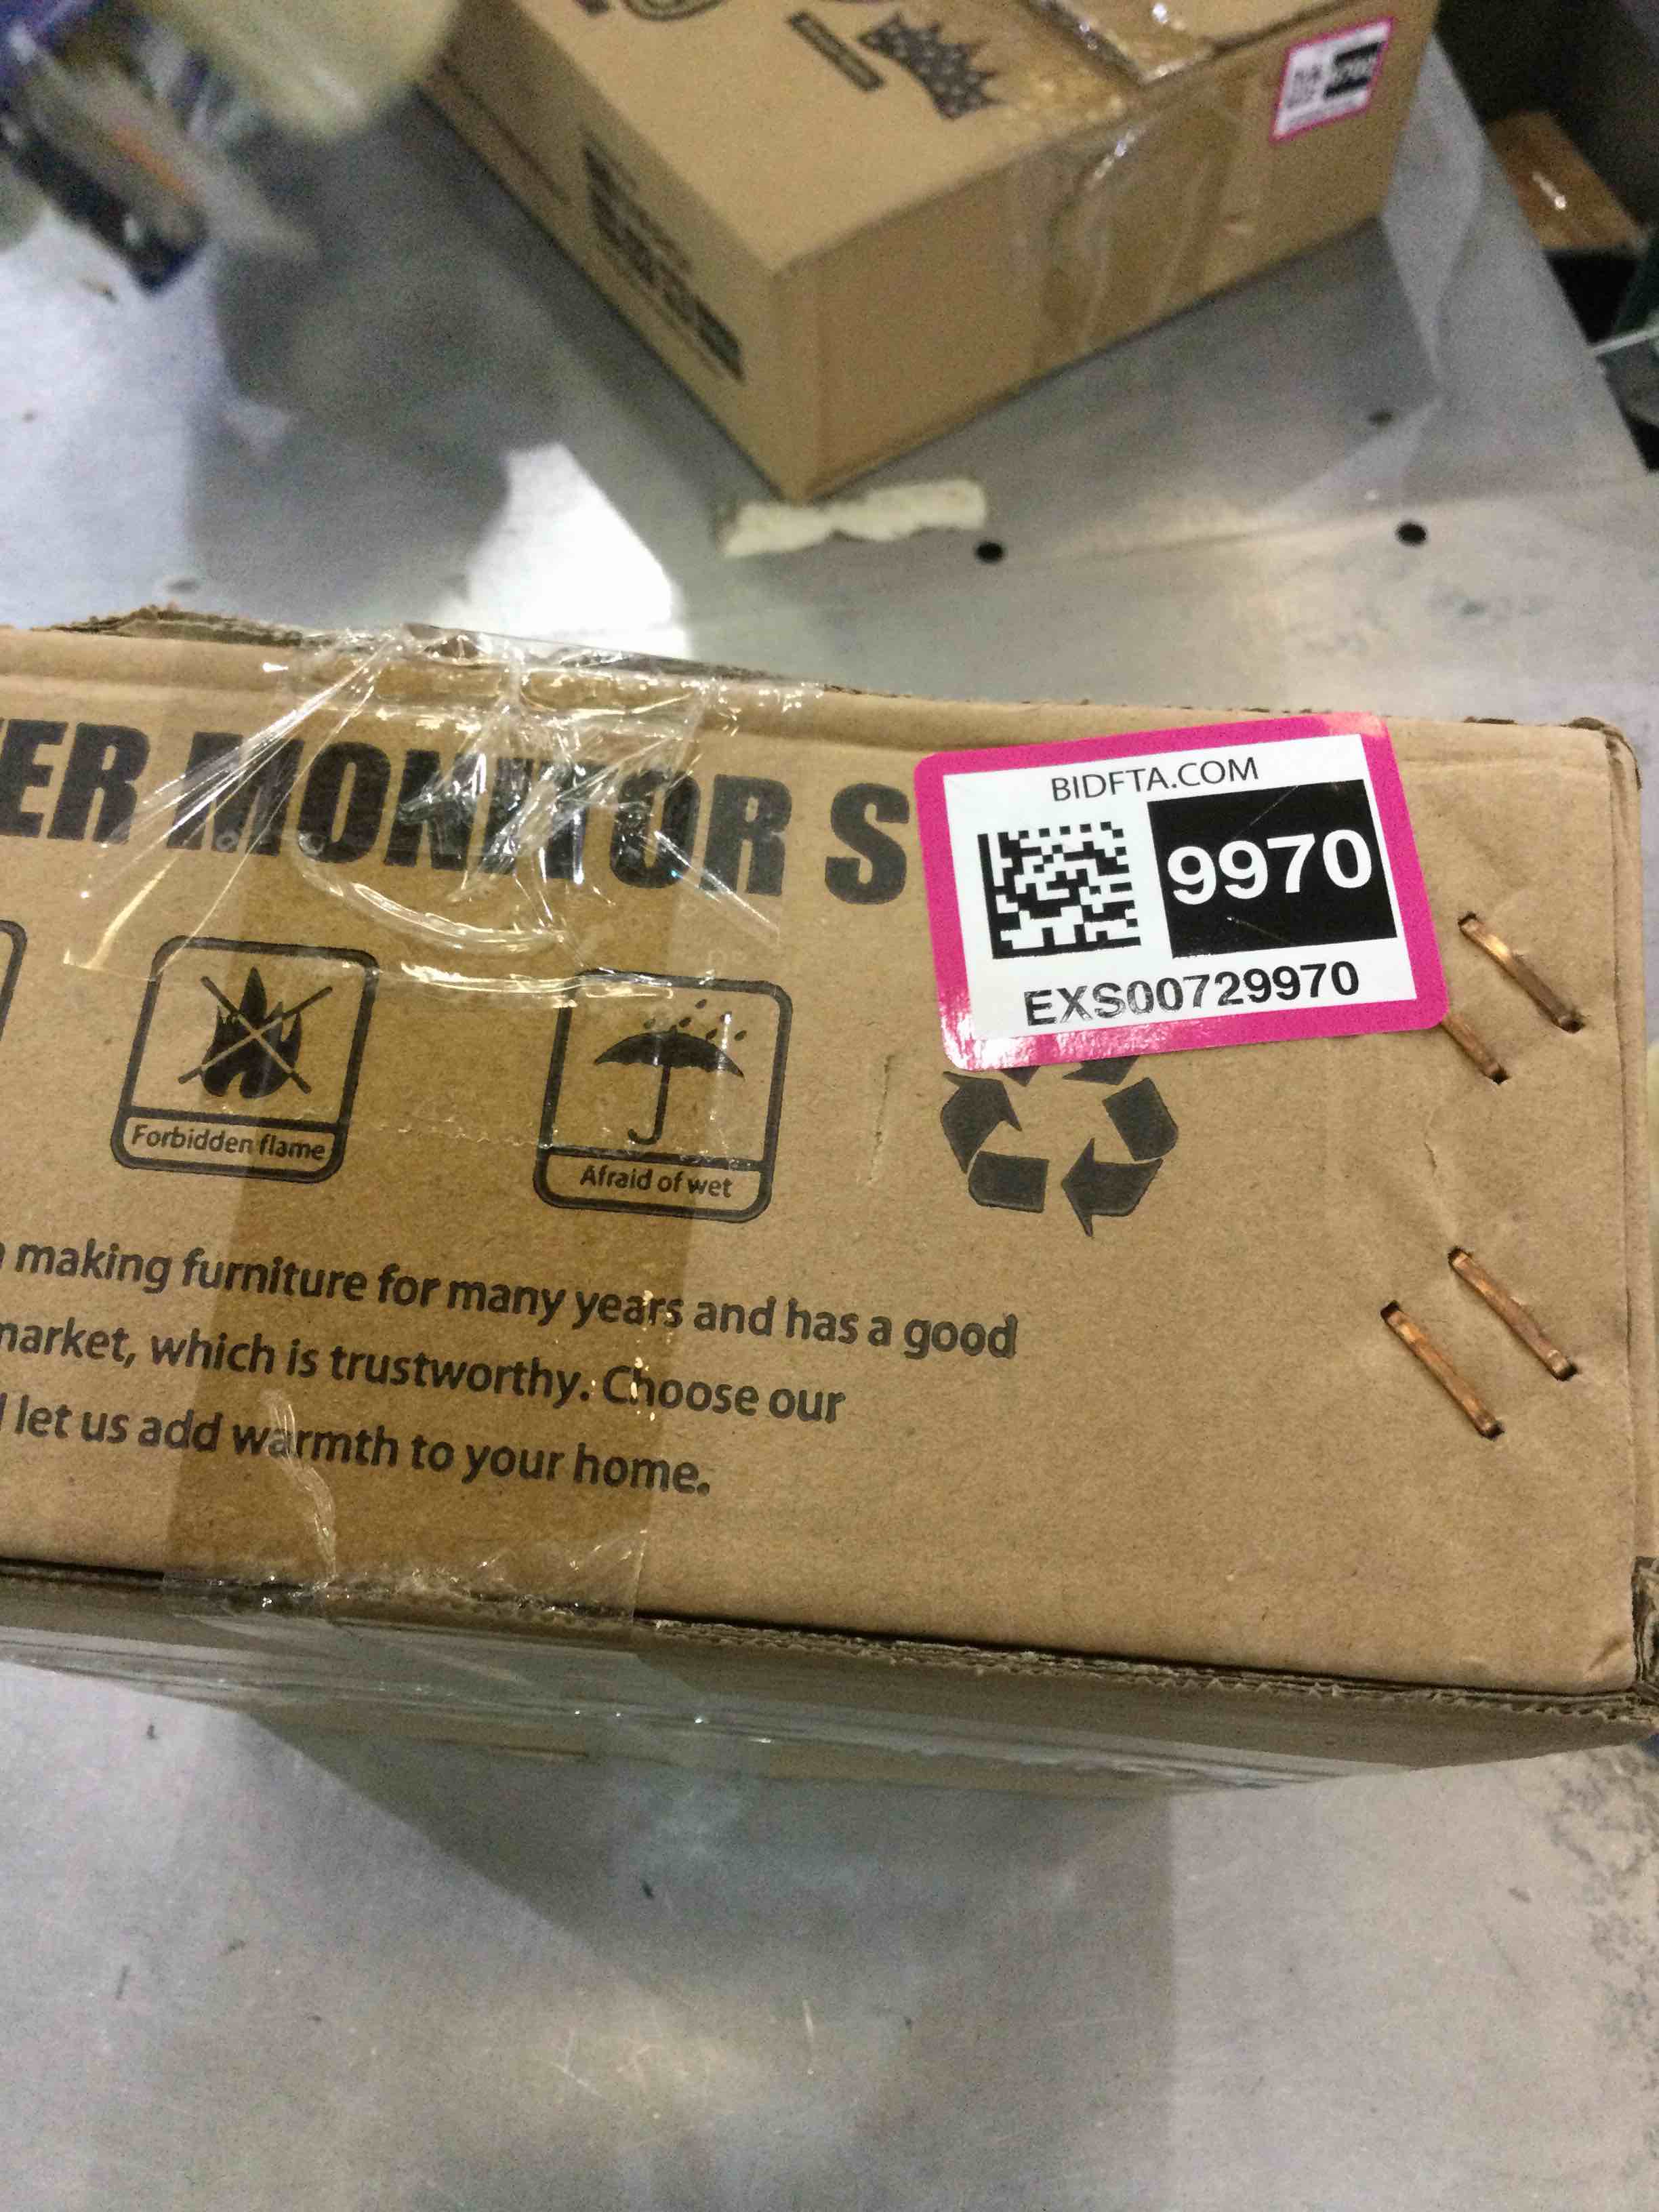 ER MONITOR S
BIDFTA.COM
9970
EXS00729970
Forbidden flame
Afraid of wet
making furniture for many years and has a good
market, which is trustworthy. Choose our
let us add warmth to your home.